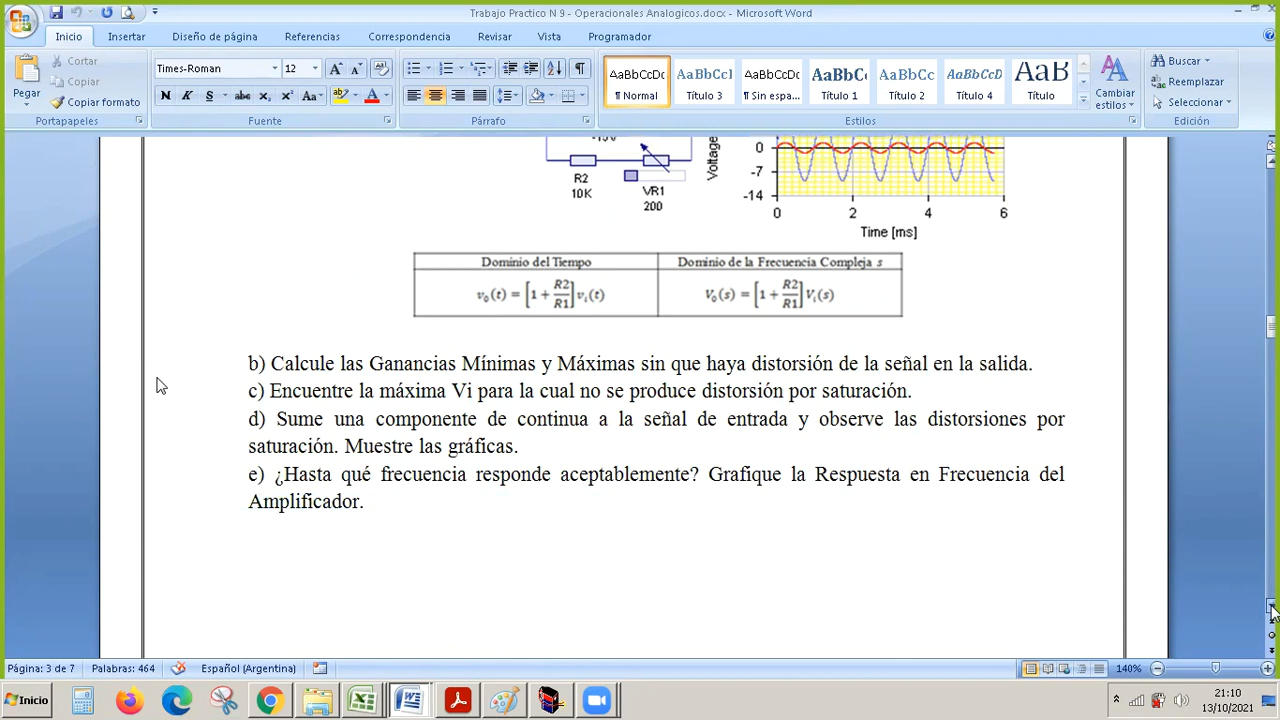 Trabajo Practico N 9 - Operacionales Analogicos.docx - Microsoft Word
Inicio Insertar Diseño de página Referencias Correspondencia Revisar Vista Programador
Pegar
Cortar
Copiar
Copiar formato
Portapapeles
Times-Roman 12
N K S abc x₂ x² Aa
Fuente
Párrafo
AaBbCcDc AaBbCcD AaBbCcDc AaBbC AaBbCcD AaBbCcD AaB
¶ Normal Título 3 ¶ Sin espa... Título 1 Título 2 Título 4 Título
Cambiar estilos
Estilos
Buscar
Reemplazar
Seleccionar
Edición
R2
10K
VR1
200
Voltage
0
-7
-14
0 2 4 6
Time [ms]
Dominio del Tiempo Dominio de la Frecuencia Compleja s
v₀(t) = [1 + R2/R1] vᵢ(t) V₀(s) = [1 + R2/R1] Vᵢ(s)
b) Calcule las Ganancias Mínimas y Máximas sin que haya distorsión de la señal en la salida.
c) Encuentre la máxima Vi para la cual no se produce distorsión por saturación.
d) Sume una componente de continua a la señal de entrada y observe las distorsiones por
saturación. Muestre las gráficas.
e) ¿Hasta qué frecuencia responde aceptablemente? Grafique la Respuesta en Frecuencia del
Amplificador.
Página: 3 de 7 Palabras: 464 Español (Argentina) 140%
Inicio
21:10
13/10/2021